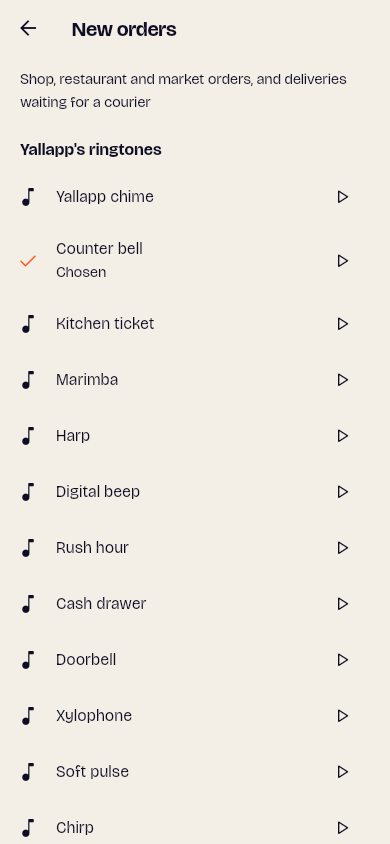 New orders
Shop, restaurant and market orders, and deliveries
waiting for a courier
Yallapp's ringtones
Yallapp chime
Counter bell
Chosen
Kitchen ticket
Marimba
Harp
Digital beep
Rush hour
Cash drawer
Doorbell
Xylophone
Soft pulse
Chirp